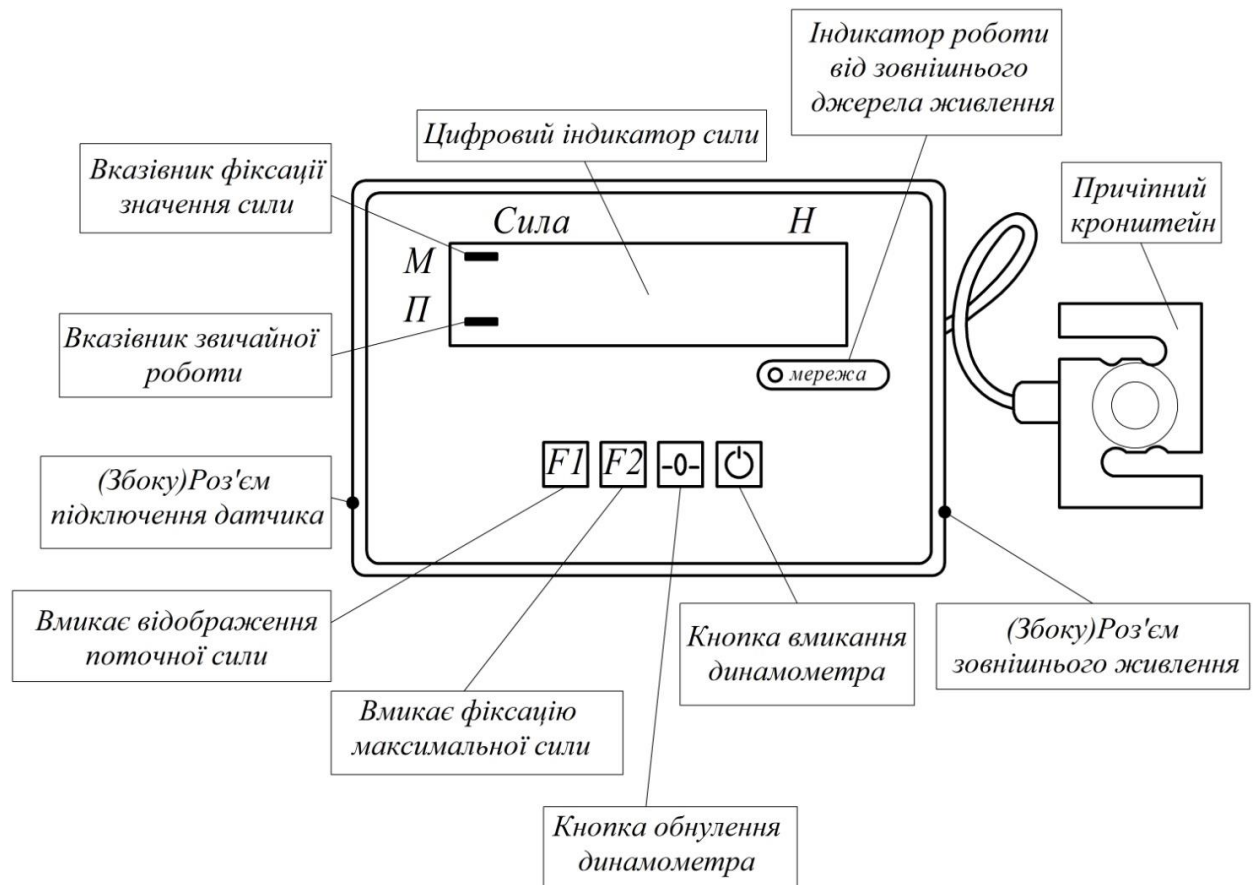 Індикатор роботи
від зовнішнього
джерела живлення
Цифровий індикатор сили
Вказівник фіксації
значення сили
Причіпний
кронштейн
Сила
Н
М
П
Вказівник звичайної
роботи
мережа
F1
F2
-0-
(Збоку)Роз'єм
підключення датчика
Вмикає відображення
поточної сили
Кнопка вмикання
динамометра
(Збоку)Роз'єм
зовнішнього живлення
Вмикає фіксацію
максимальної сили
Кнопка обнулення
динамометра